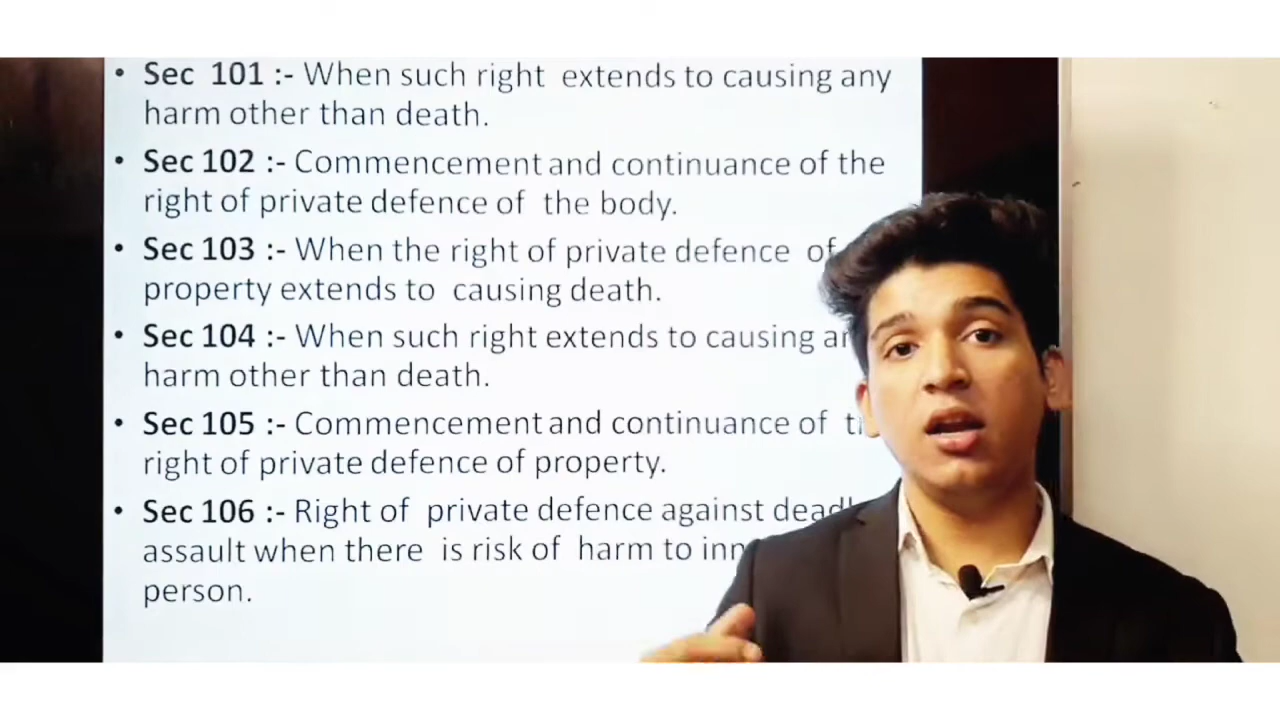 • Sec 101 :- When such right extends to causing any
harm other than death.
• Sec 102 :- Commencement and continuance of the
right of private defence of the body.
• Sec 103 :- When the right of private defence of
property extends to causing death.
• Sec 104 :- When such right extends to causing
harm other than death.
• Sec 105 :- Commencement and continuance of
right of private defence of property.
• Sec 106 :- Right of private defence against
assault when there is risk of harm to
person.